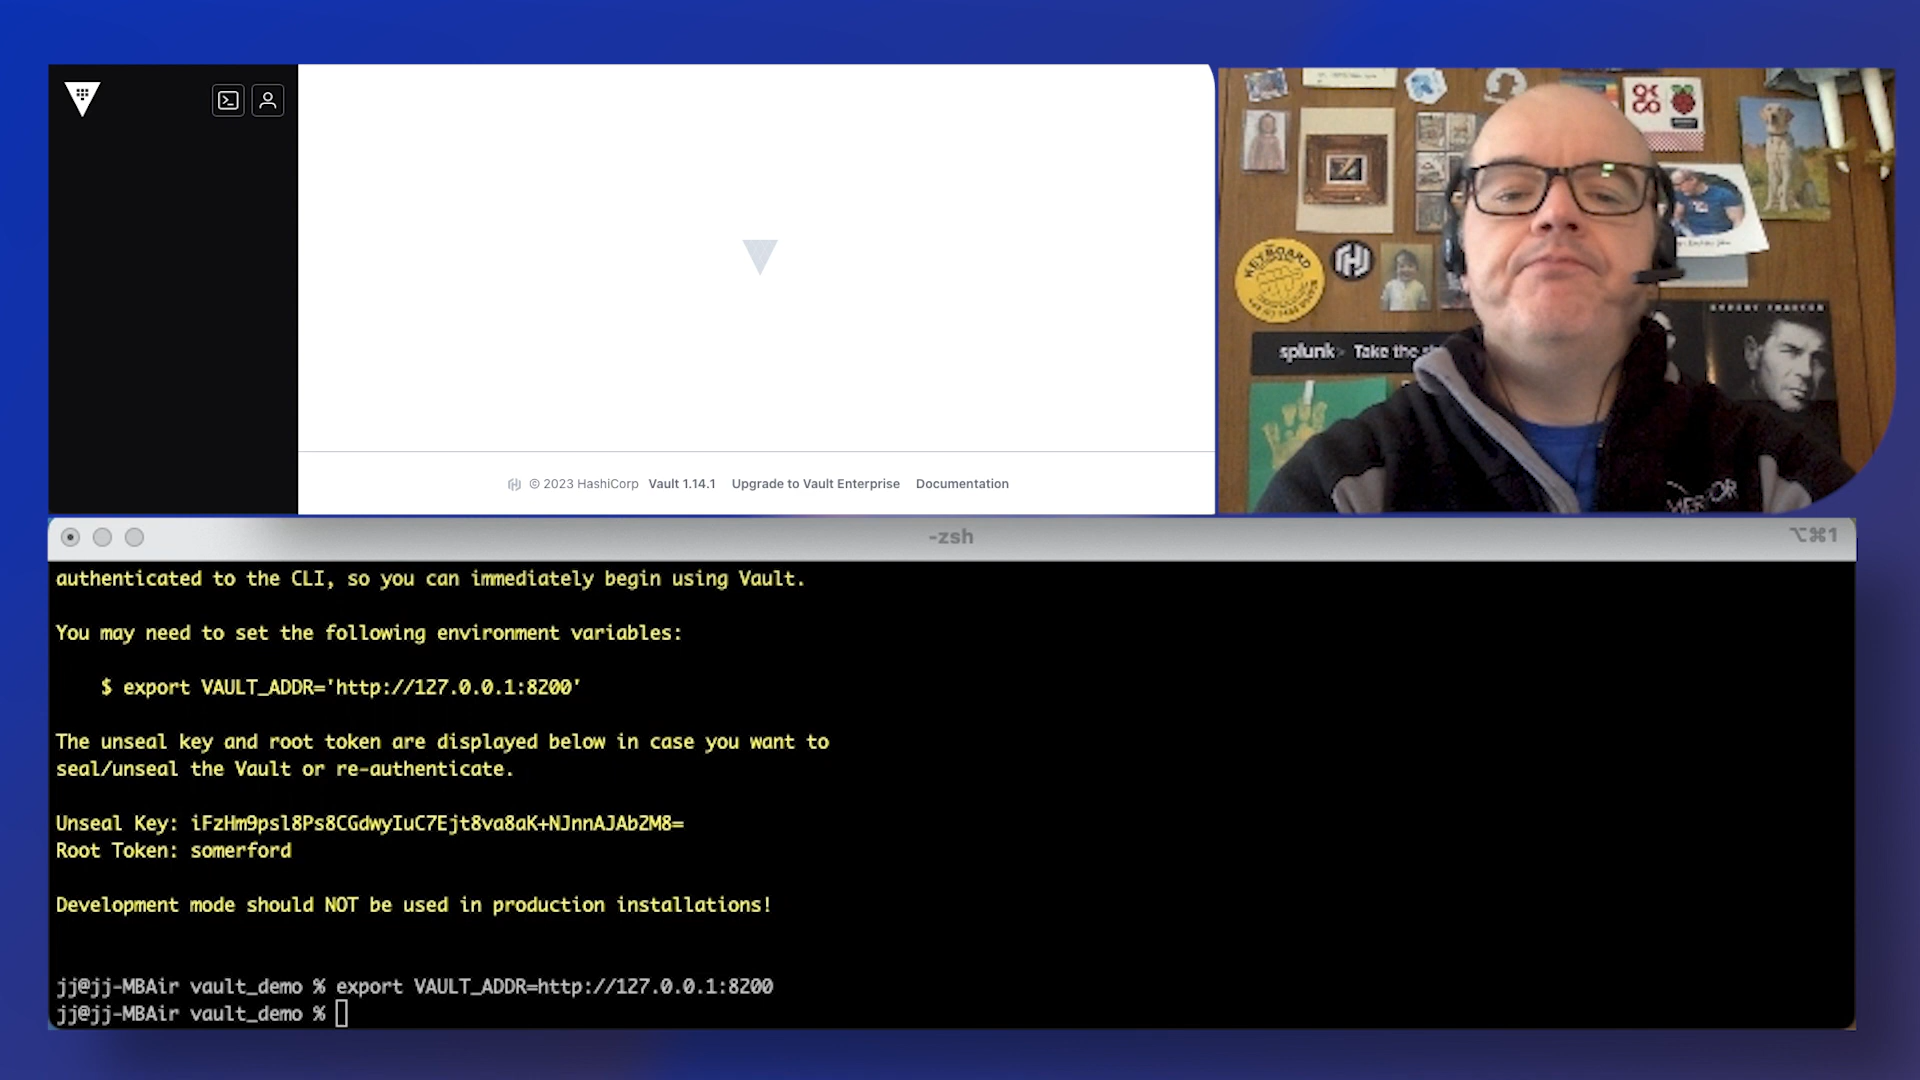 © 2023 HashiCorp Vault 1.14.1 Upgrade to Vault Enterprise Documentation
KEYBOARD
splunk> Take the
-zsh
⌥⌘1
authenticated to the CLI, so you can immediately begin using Vault.
You may need to set the following environment variables:
$ export VAULT_ADDR='http://127.0.0.1:8200'
The unseal key and root token are displayed below in case you want to
seal/unseal the Vault or re-authenticate.
Unseal Key: iFzHm9psl8Ps8CGdwyIuC7Ejt8va8aK+NJnnAJAb2M8=
Root Token: somerford
Development mode should NOT be used in production installations!
jj@jj-MBAir vault_demo % export VAULT_ADDR=http://127.0.0.1:8200
jj@jj-MBAir vault_demo %